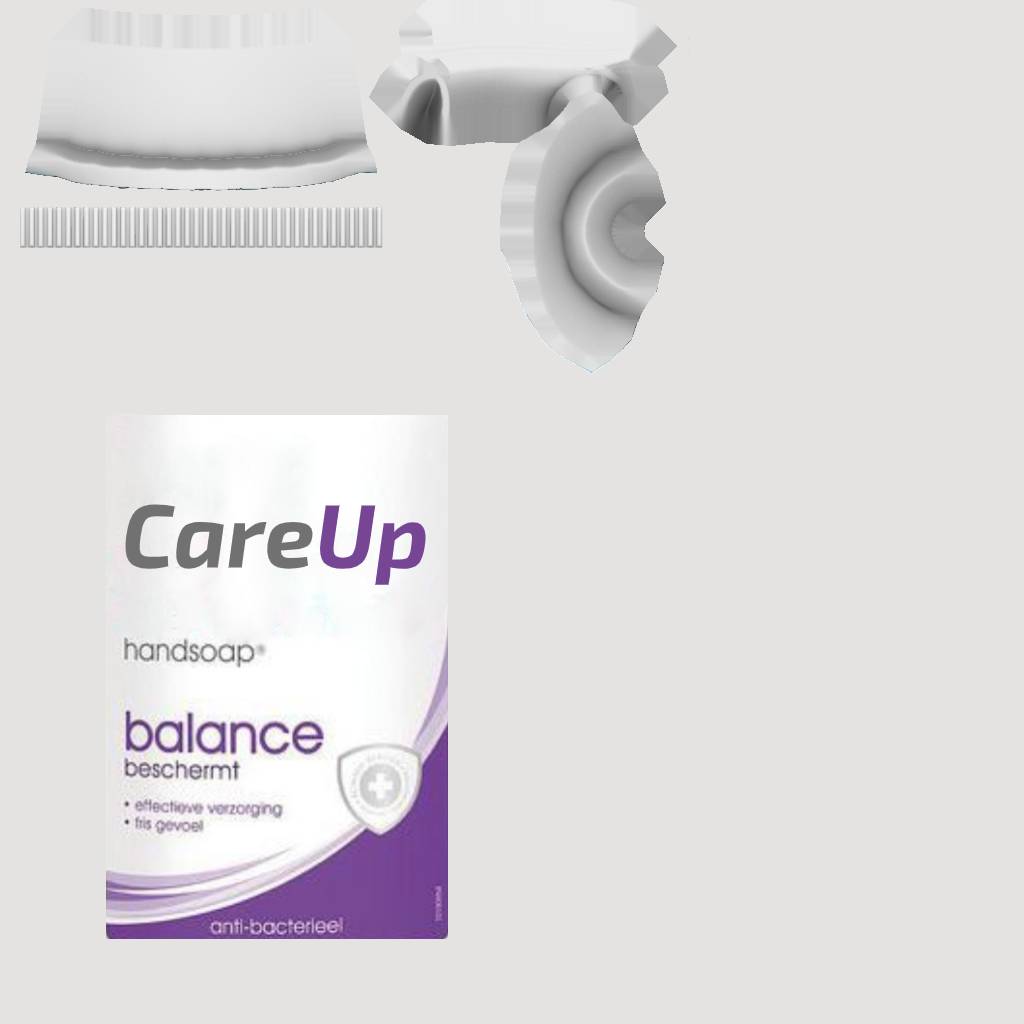 CareUp
handsoap®
balance
beschermt
• effectieve verzorging
• fris gevoel
anti-bacterieel